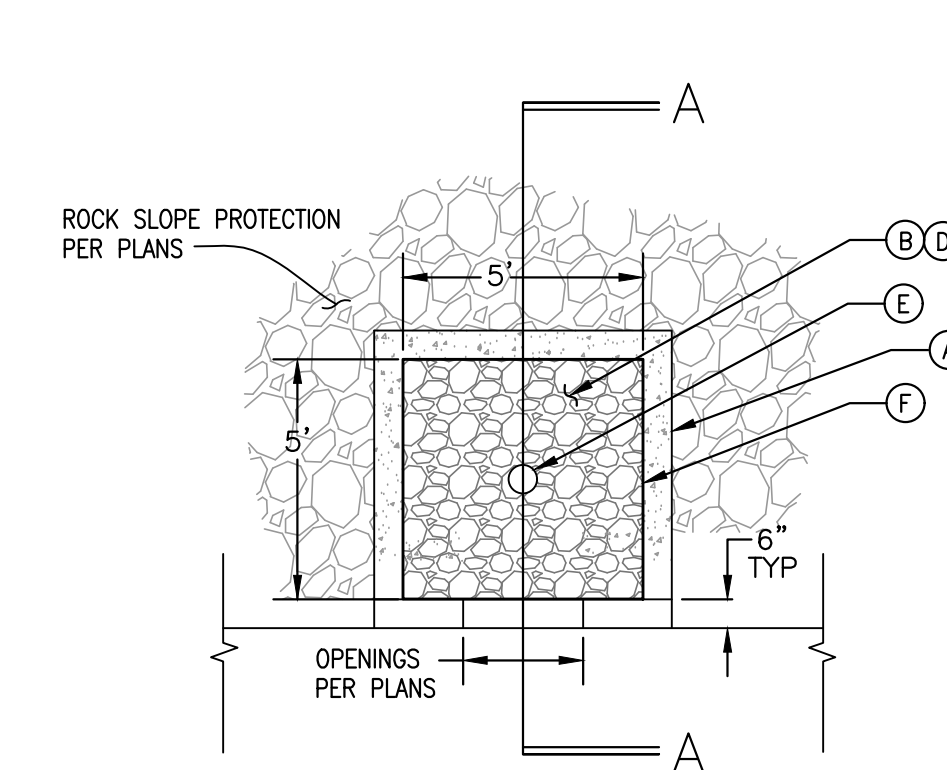 A
ROCK SLOPE PROTECTION
PER PLANS
B D
5'
E
A
F
5'
6"
TYP
OPENINGS
PER PLANS
A